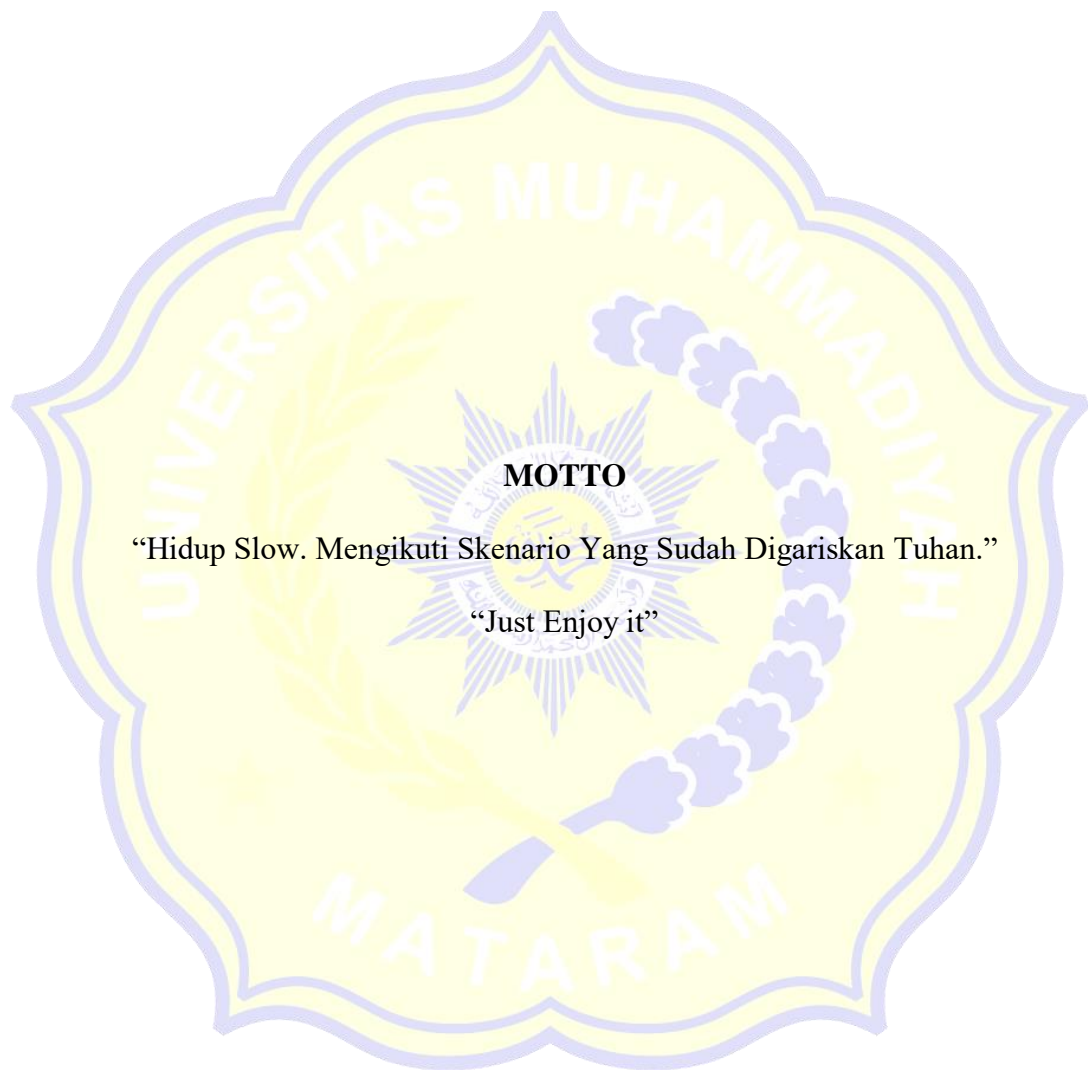 UNIVERSITAS MUHAMMADIYAH
MOTTO
“Hidup Slow. Mengikuti Skenario Yang Sudah Digariskan Tuhan.”
“Just Enjoy it”
MATARAM